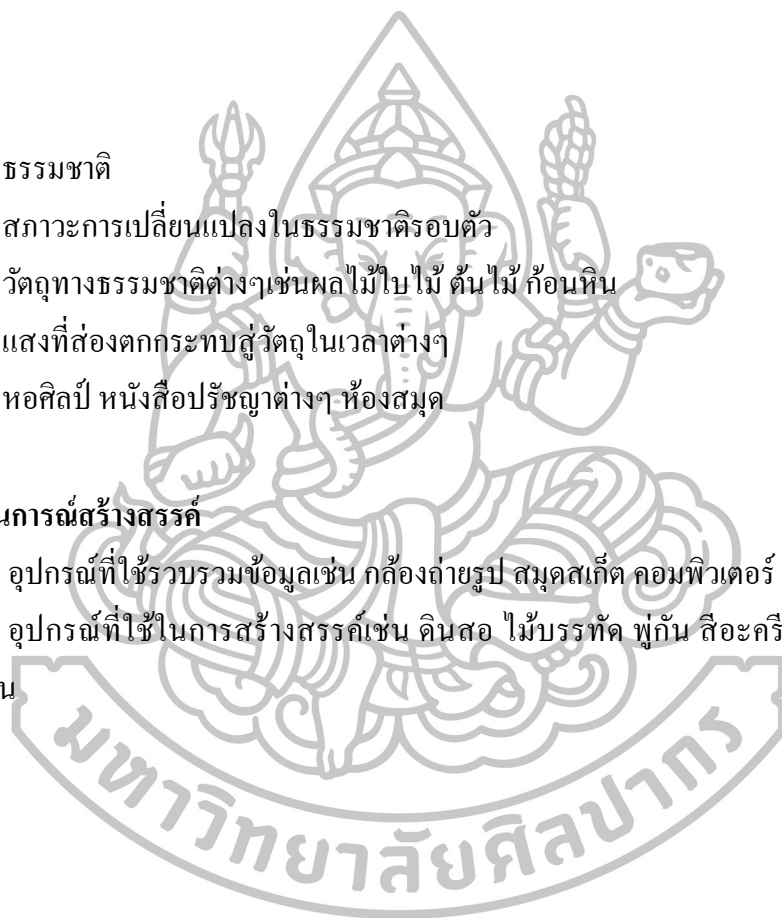 ธรรมชาติ
สภาวะการเปลี่ยนแปลงในธรรมชาติรอบตัว
วัตถุทางธรรมชาติต่างๆเช่นผลไม้ใบไม้ ต้นไม้ ก้อนหิน
แสงที่ส่องตกกระทบสู่วัตถุในเวลาต่างๆ
หอศิลป์ หนังสือปรัชญาต่างๆ ห้องสมุด
นการณ์สร้างสรรค์
อุปกรณ์ที่ใช้รวบรวมข้อมูลเช่น กล้องถ่ายรูป สมุดสเก็ต คอมพิวเตอร์
อุปกรณ์ที่ใช้ในการสร้างสรรค์เช่น ดินสอ ไม้บรรทัด พู่กัน สีอะครี
น
มหาวิทยาลัยศิลปากร